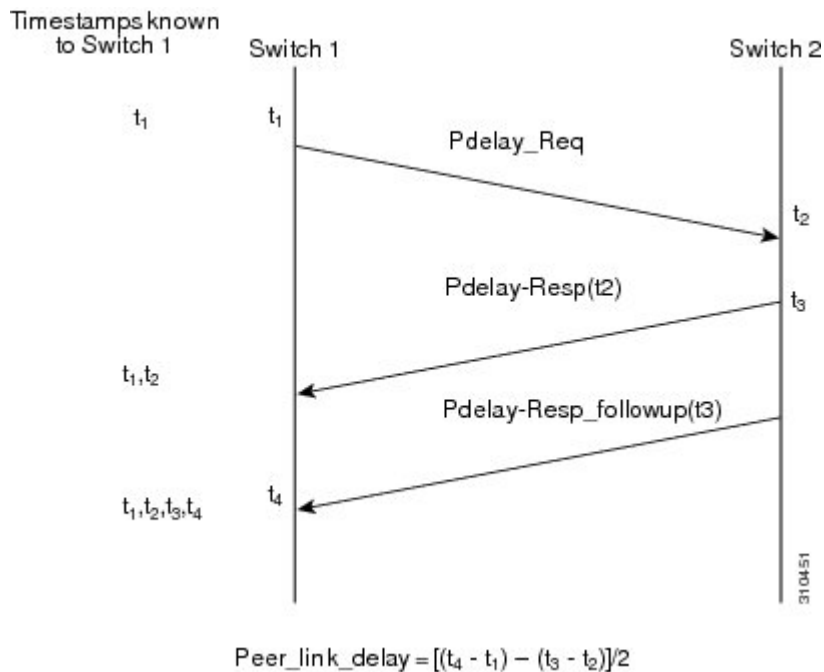 Timestamps known
to Switch 1
Switch 1
Switch 2
t₁
t₁
Pdelay_Req
t₂
Pdelay-Resp(t2)
t₃
t₁,t₂
Pdelay-Resp_followup(t3)
t₁,t₂,t₃,t₄
t₄
310451
Peer_link_delay = [(t₄ - t₁) – (t₃ - t₂)]/2